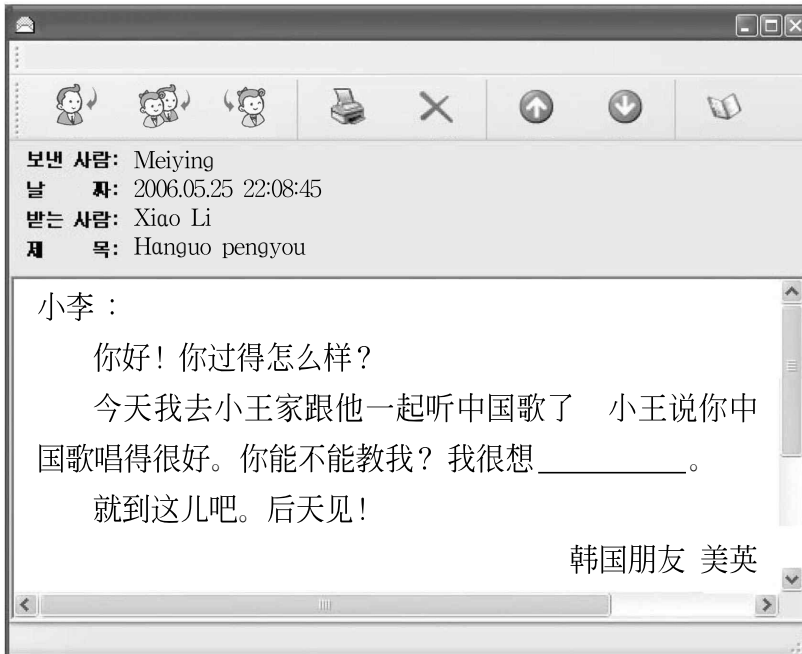 보낸 사람: Meiying
날 짜: 2006.05.25 22:08:45
받는 사람: Xiao Li
제 목: Hanguo pengyou
小李：
你好！你过得怎么样？
今天我去小王家跟他一起听中国歌了 小王说你中
国歌唱得很好。你能不能教我？我很想__________。
就到这儿吧。后天见！
韩国朋友 美英